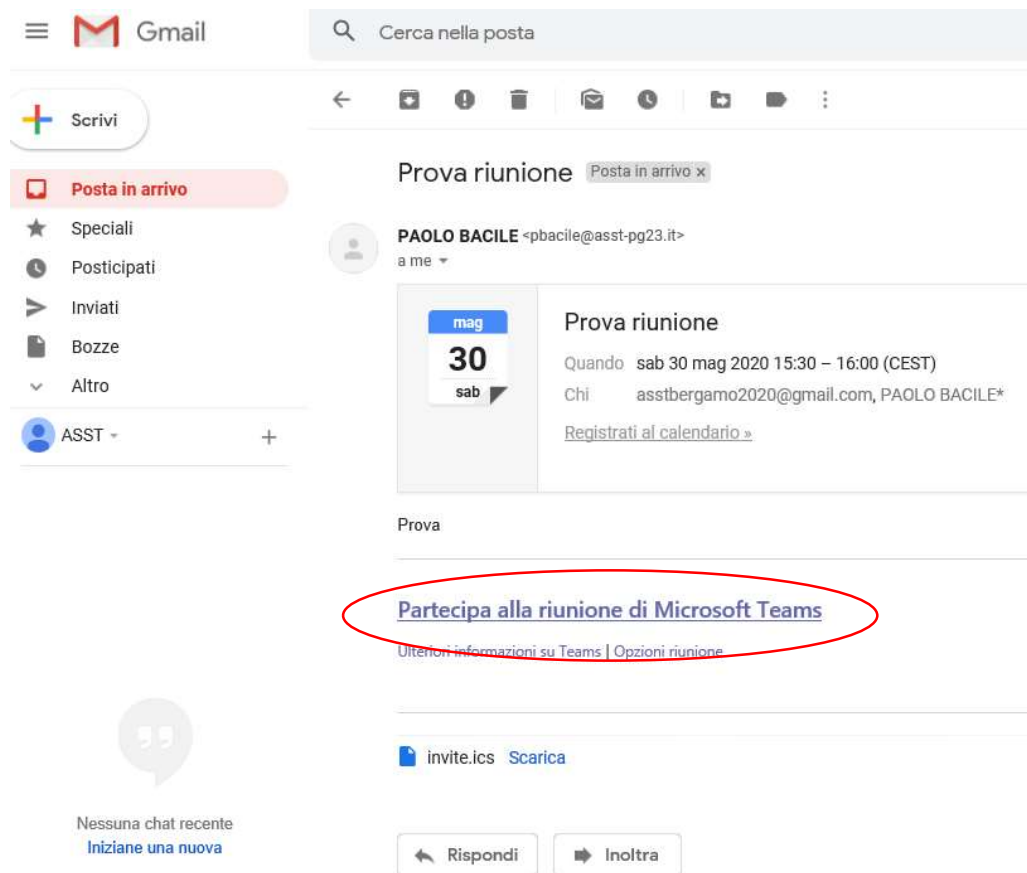 Gmail
Cerca nella posta
Scrivi
Prova riunione Posta in arrivo x
Posta in arrivo
Speciali
Posticipati
Inviati
Bozze
Altro
ASST
PAOLO BACILE <pbacile@asst-pg23.it>
a me
mag
30
sab
Prova riunione
Quando sab 30 mag 2020 15:30 – 16:00 (CEST)
Chi asstbergamo2020@gmail.com, PAOLO BACILE*
Registrati al calendario »
Prova
Partecipa alla riunione di Microsoft Teams
Ulteriori informazioni su Teams | Opzioni riunione
invite.ics Scarica
Nessuna chat recente
Iniziane una nuova
Rispondi
Inoltra